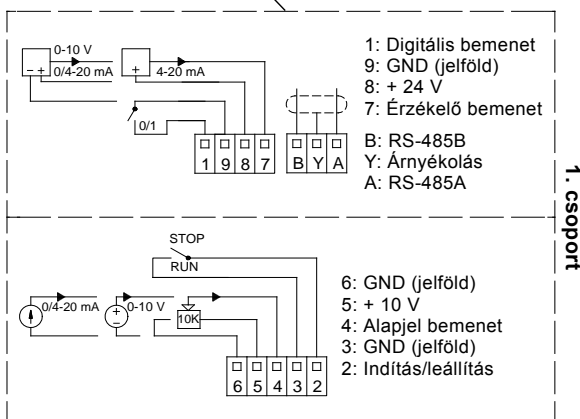 0-10 V
0/4-20 mA
- +
+
4-20 mA
0/1
1 9 8 7
B Y A
1: Digitális bemenet
9: GND (jelföld)
8: + 24 V
7: Érzékelő bemenet
B: RS-485B
Y: Árnyékolás
A: RS-485A
1. csoport
STOP
RUN
0/4-20 mA
+
-
0-10 V
10K
6 5 4 3 2
6: GND (jelföld)
5: + 10 V
4: Alapjel bemenet
3: GND (jelföld)
2: Indítás/leállítás